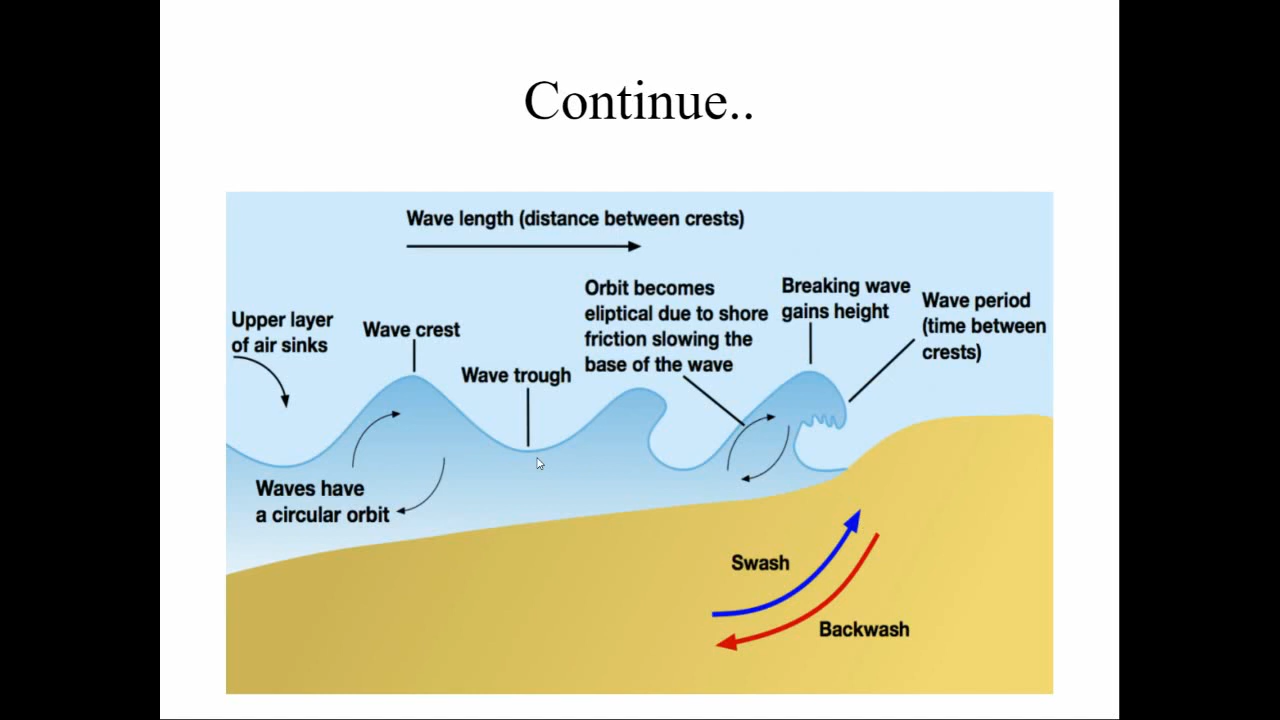 Continue..
Wave length (distance between crests)
Upper layer
of air sinks
Wave crest
Wave trough
Orbit becomes
eliptical due to shore
friction slowing the
base of the wave
Breaking wave
gains height
Wave period
(time between
crests)
Waves have
a circular orbit
Swash
Backwash